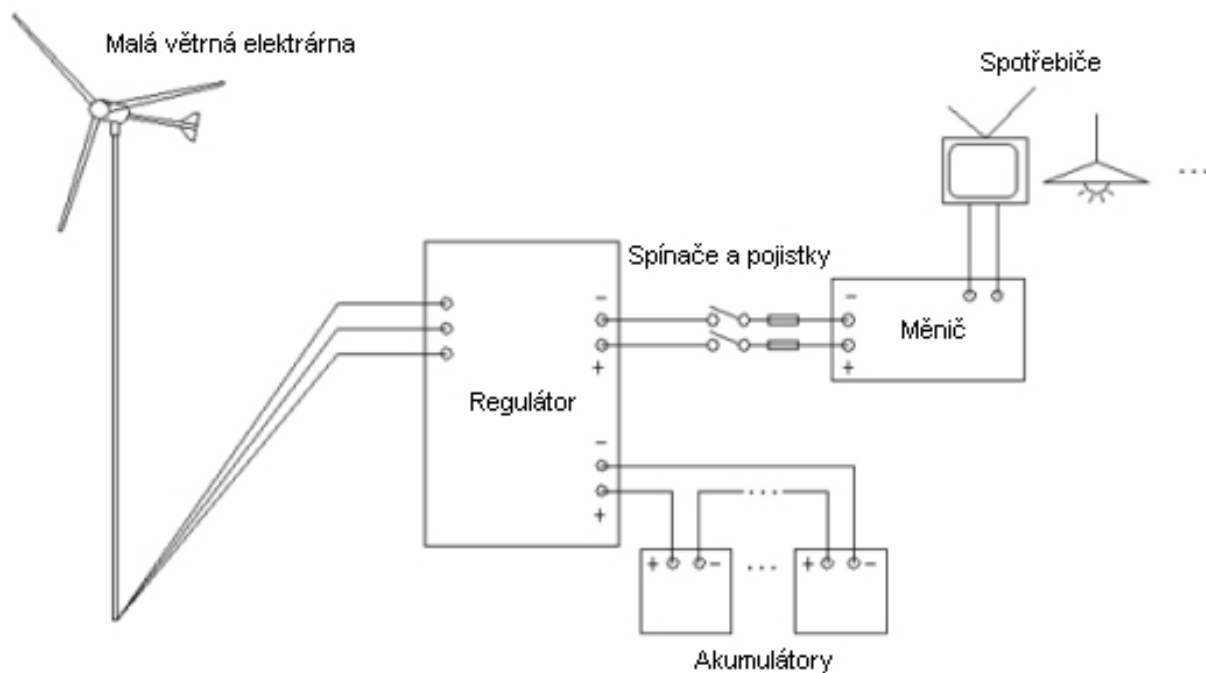 Malá větrná elektrárna
Spotřebiče
...
Spínače a pojistky
−
−
Měnič
+
+
Regulátor
−
...
+
+ − ... + −
Akumulátory